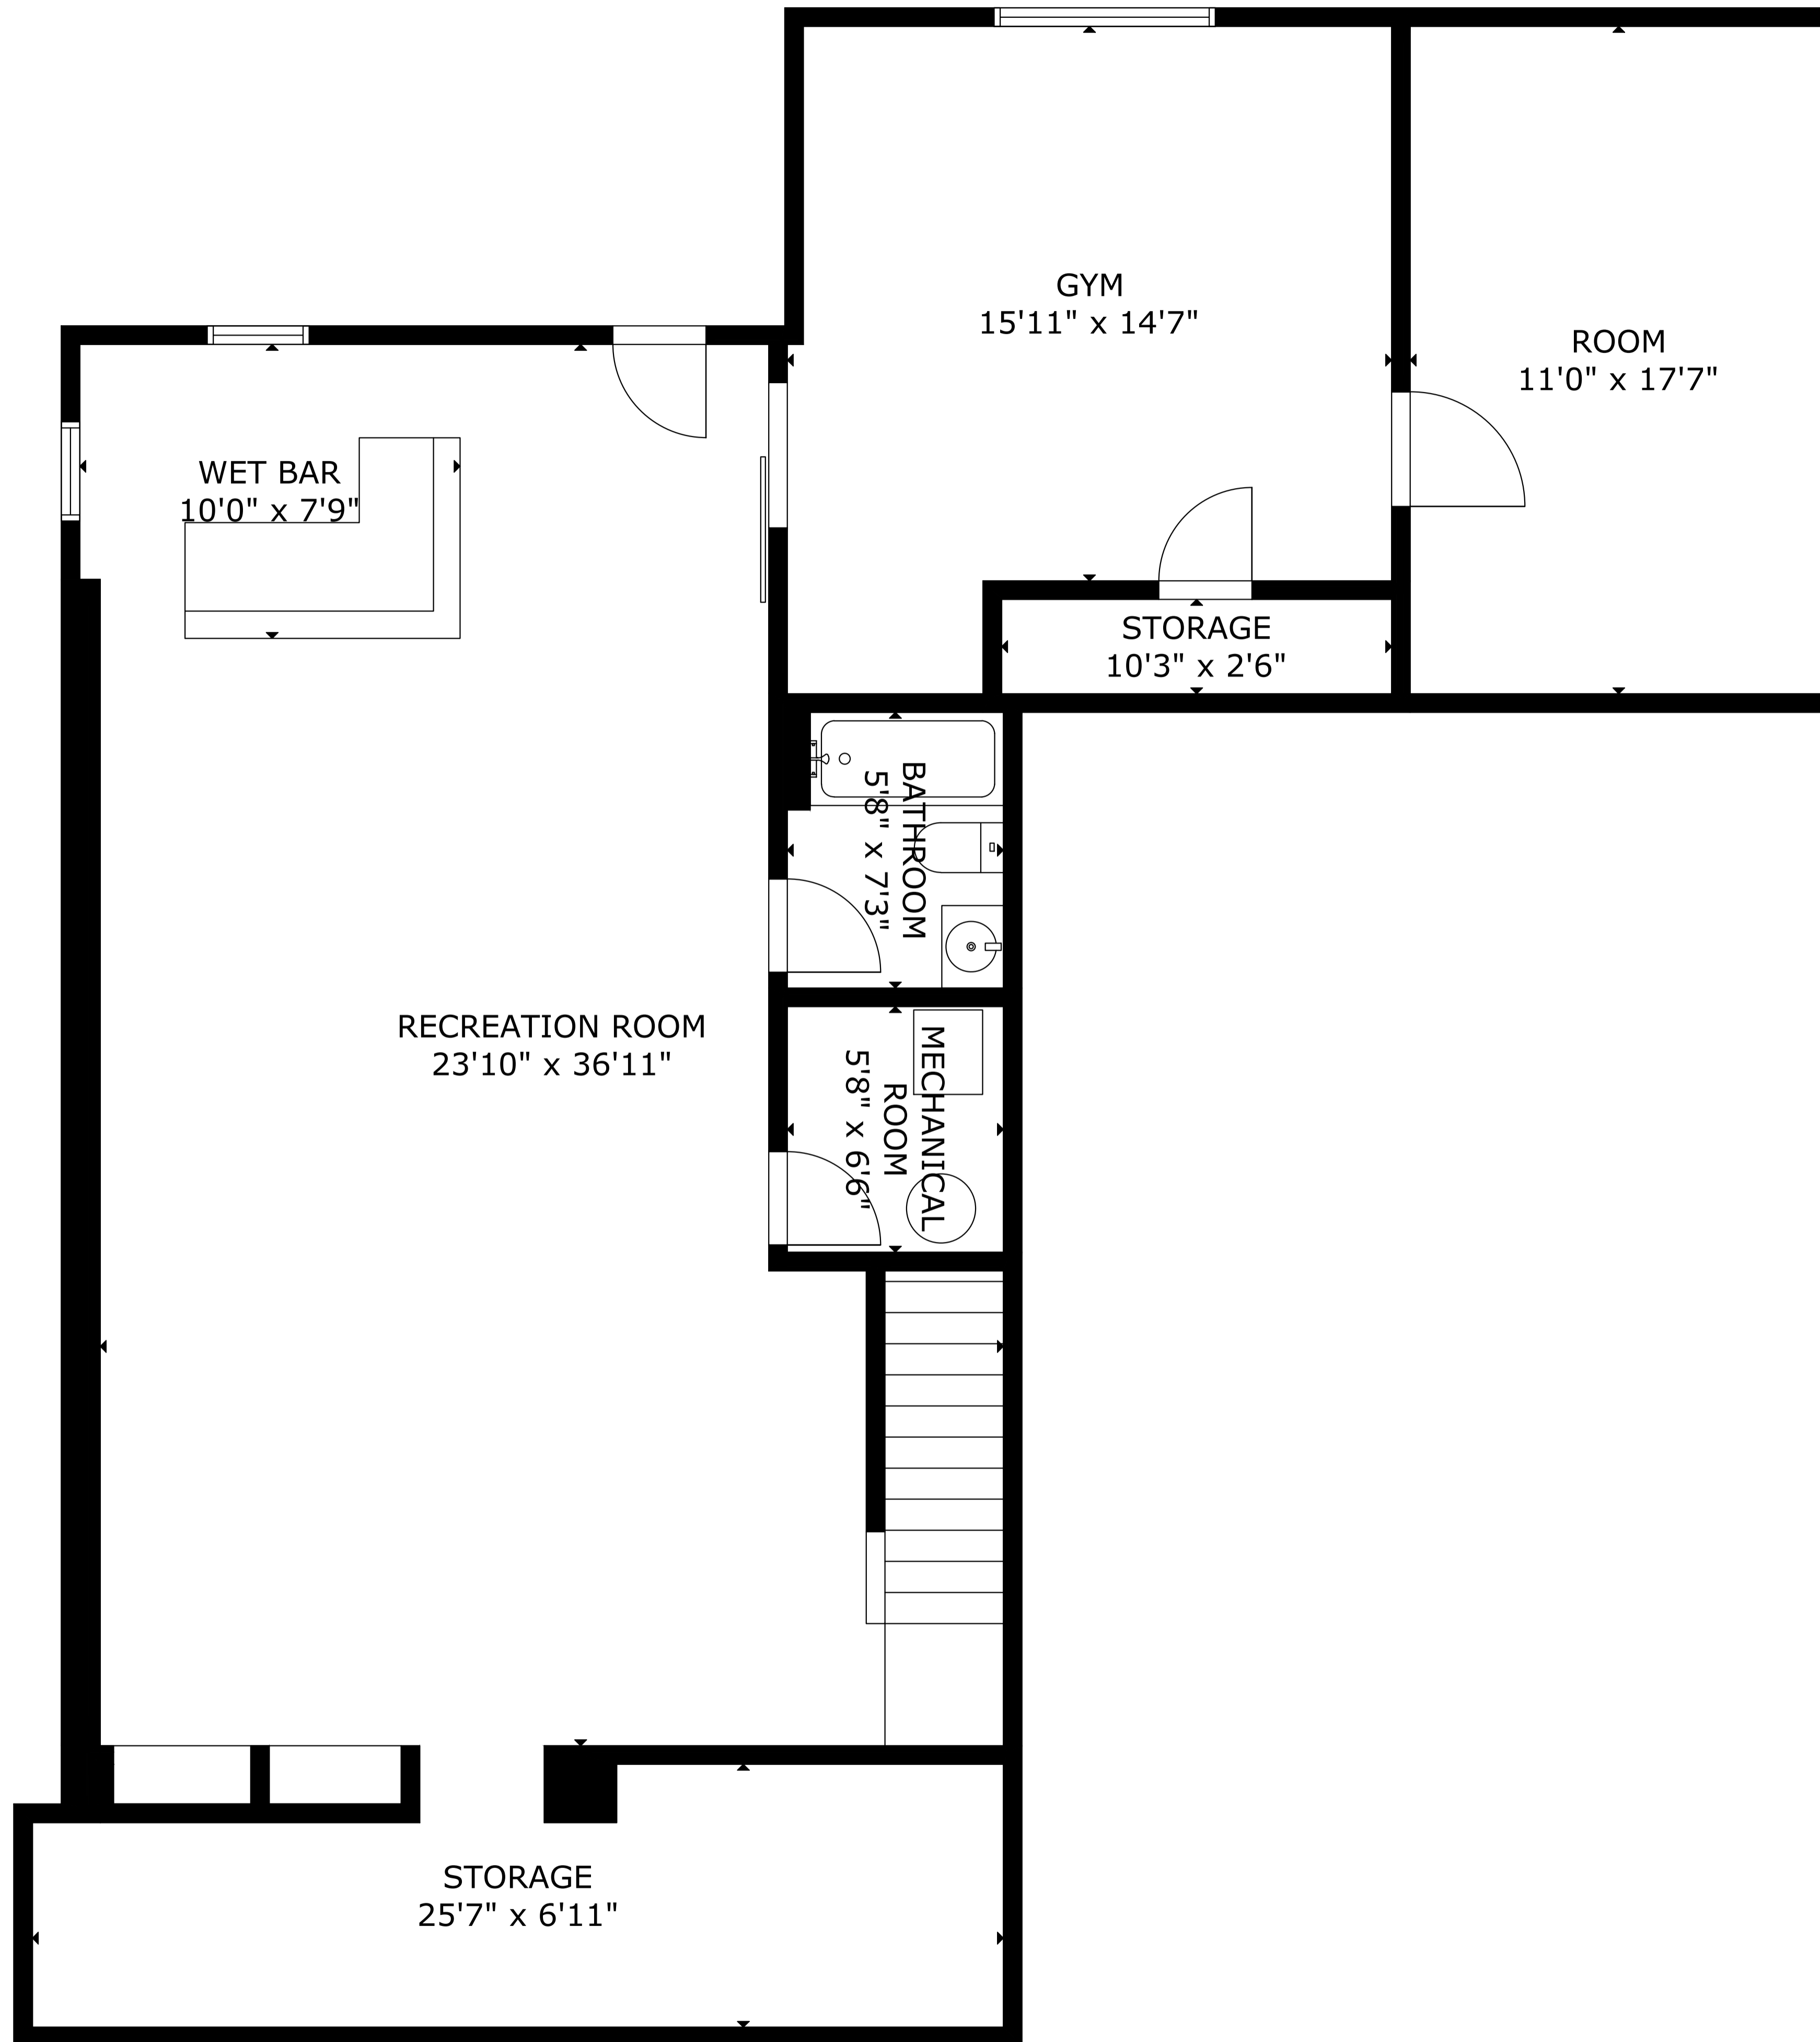 GYM
15'11" x 14'7"
ROOM
11'0" x 17'7"
WET BAR
10'0" x 7'9"
STORAGE
10'3" x 2'6"
BATHROOM
5'8" x 7'3"
RECREATION ROOM
23'10" x 36'11"
MECHANICAL
ROOM
5'8" x 6'6"
STORAGE
25'7" x 6'11"